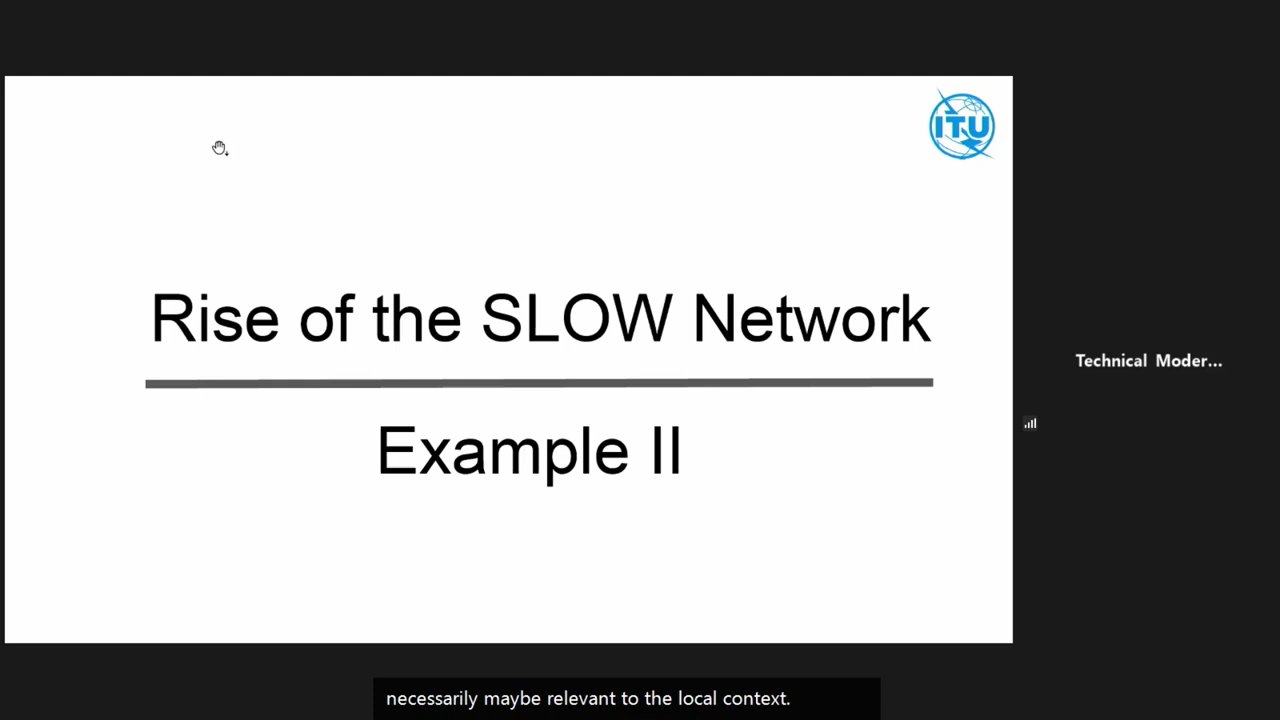 ITU
Rise of the SLOW Network
Example II
Technical Moder...
necessarily maybe relevant to the local context.